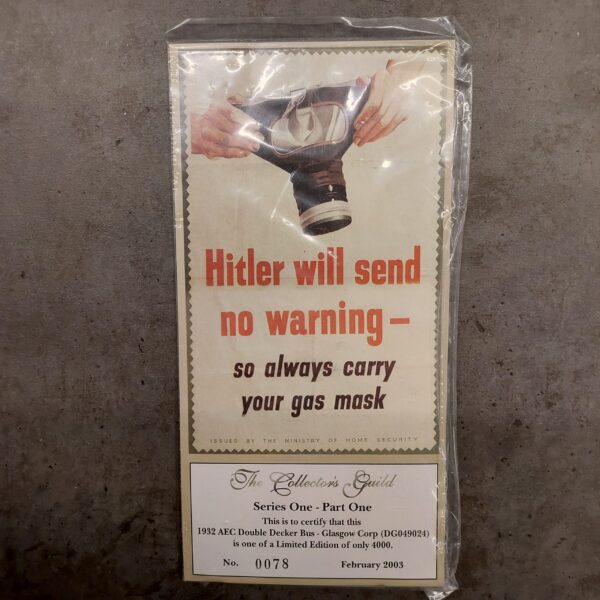 Hitler will send
no warning –
so always carry
your gas mask
ISSUED BY THE MINISTRY OF HOME SECURITY
The Collector's Guild
Series One - Part One
This is to certify that this
1932 AEC Double Decker Bus - Glasgow Corp (DG049024)
is one of a Limited Edition of only 4000.
No. 0078 February 2003